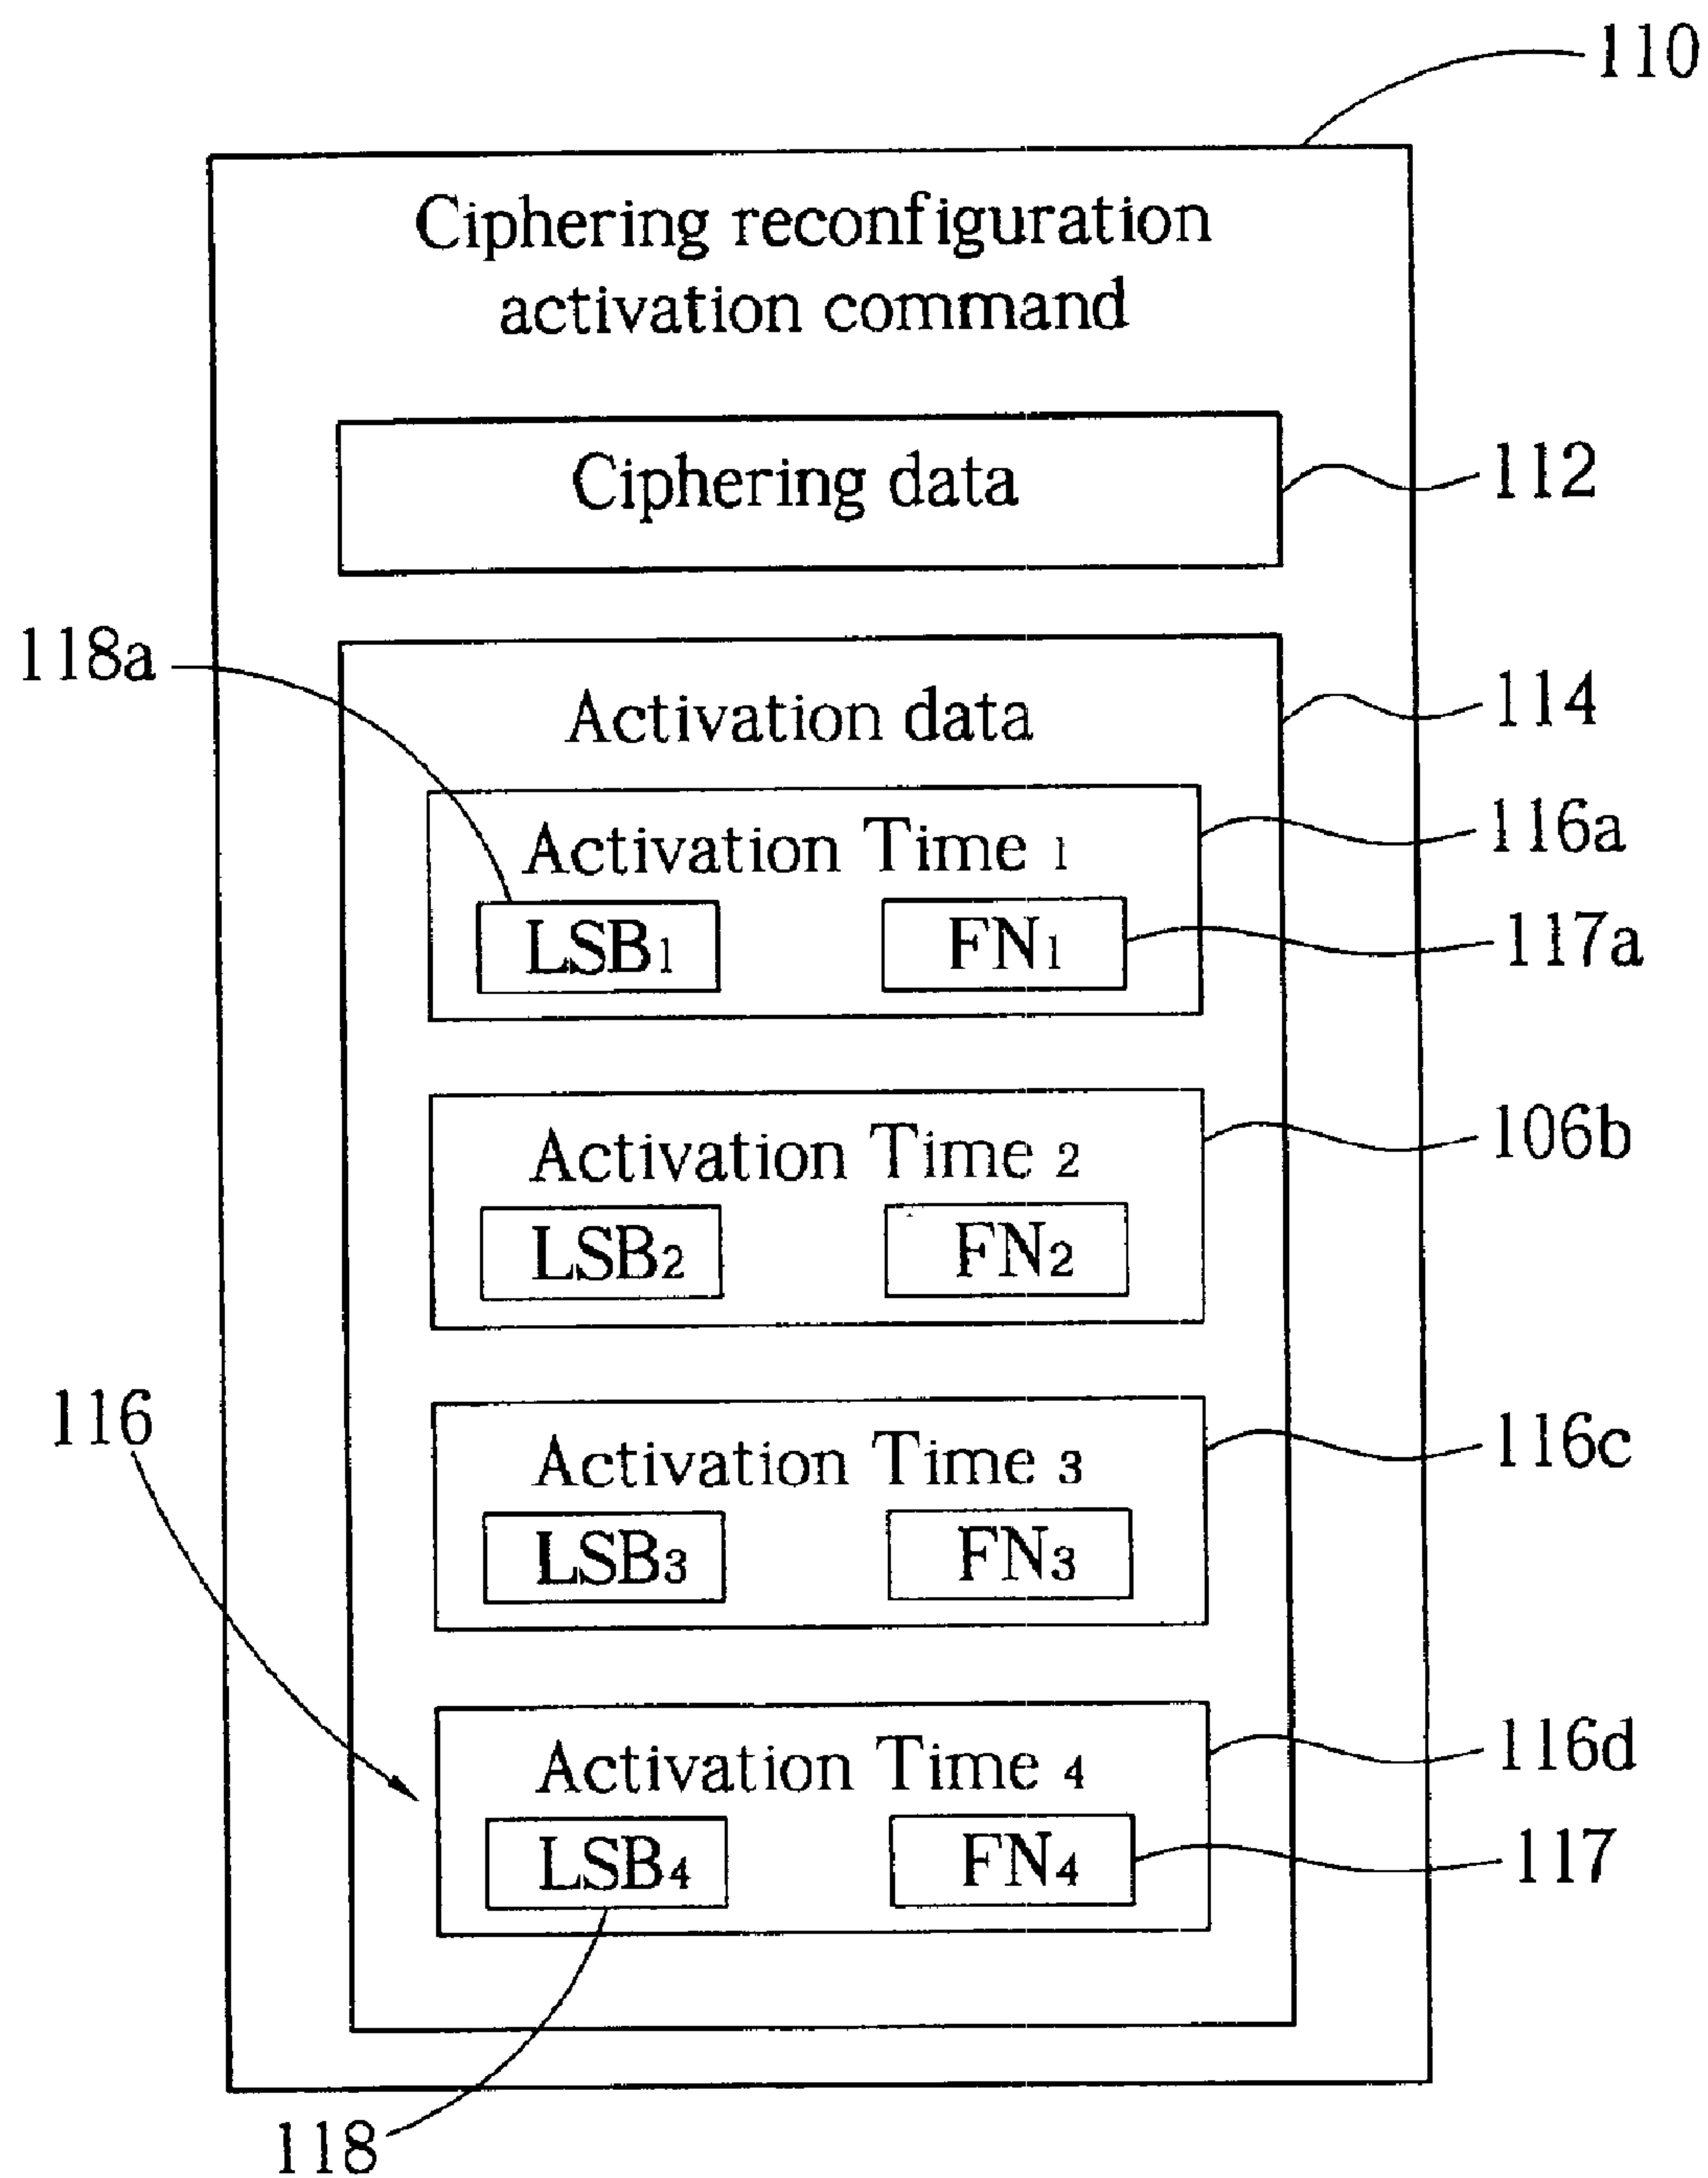 110
Ciphering reconfiguration
activation command
Ciphering data
112
118a
Activation data
114
Activation Time 1
116a
LSB1
FN1
117a
Activation Time 2
106b
LSB2
FN2
116
Activation Time 3
116c
LSB3
FN3
Activation Time 4
116d
LSB4
FN4
117
118